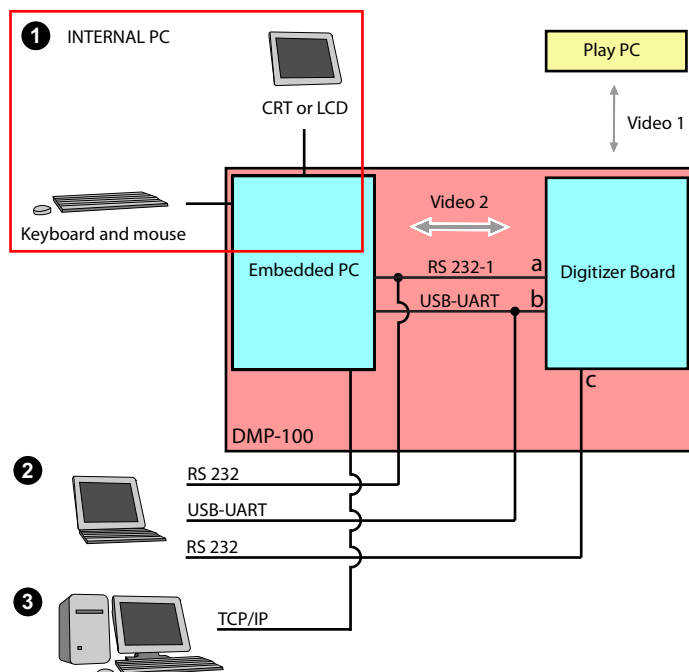 1 INTERNAL PC
CRT or LCD
Keyboard and mouse
Play PC
Video 1
Video 2
Embedded PC
RS 232-1
a
Digitizer Board
USB-UART
b
c
DMP-100
2
RS 232
USB-UART
RS 232
3
TCP/IP